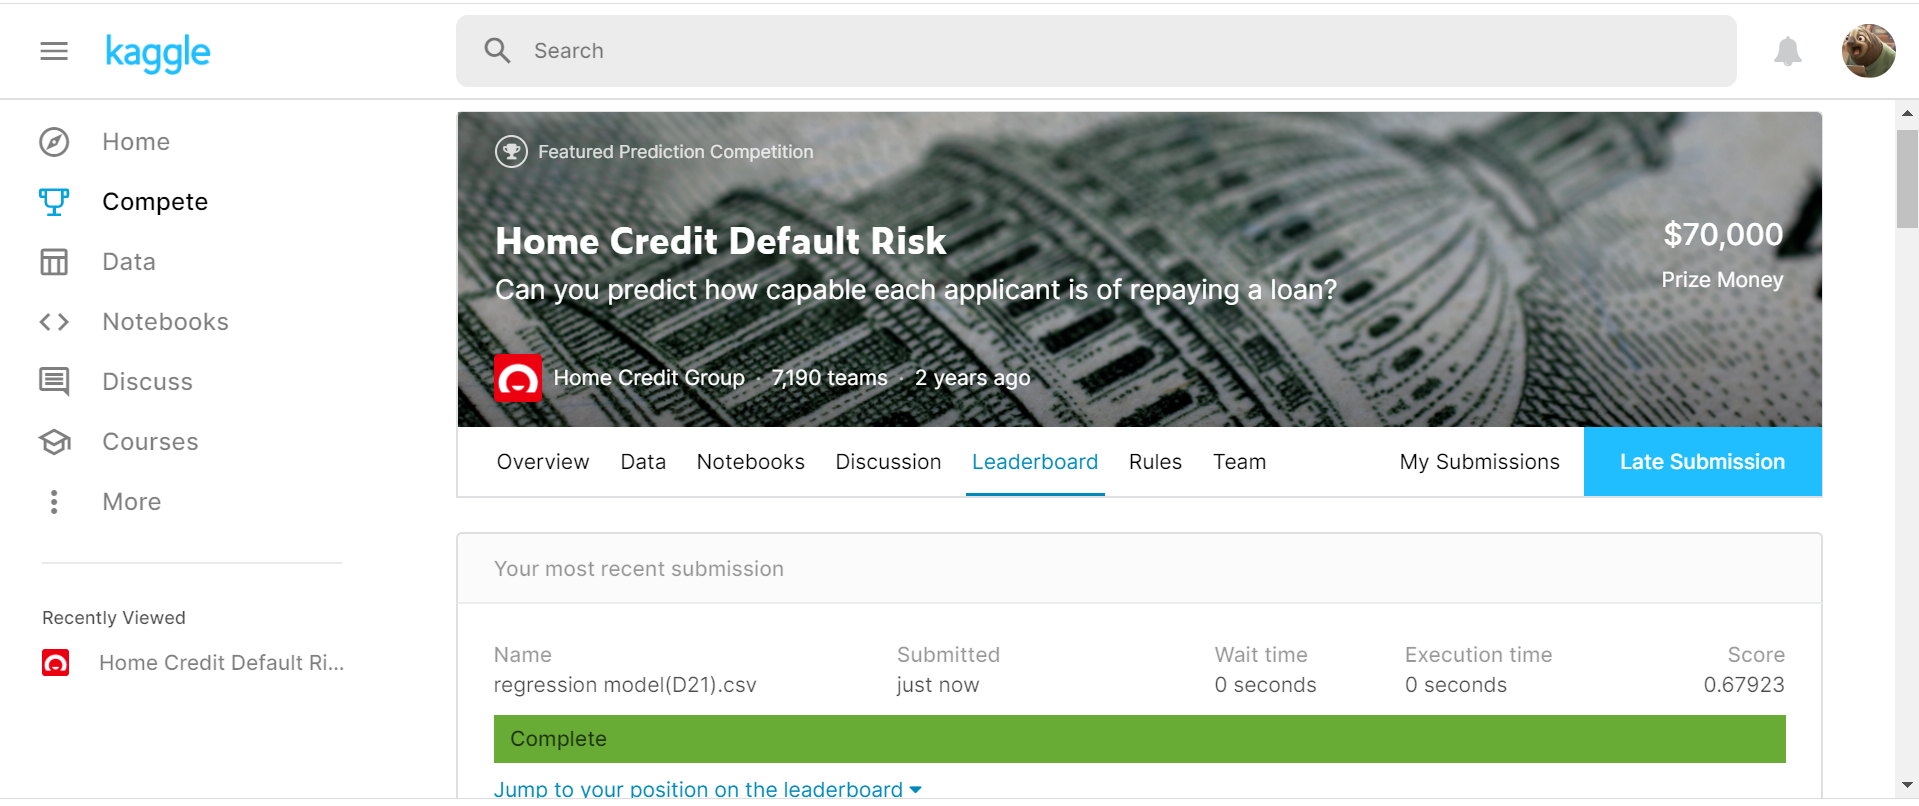 kaggle
Search
Home
Compete
Data
Notebooks
Discuss
Courses
More
Recently Viewed
Home Credit Default Ri...
Featured Prediction Competition
Home Credit Default Risk
Can you predict how capable each applicant is of repaying a loan?
$70,000
Prize Money
Home Credit Group · 7,190 teams · 2 years ago
Overview Data Notebooks Discussion Leaderboard Rules Team My Submissions Late Submission
Your most recent submission
Name Submitted Wait time Execution time Score
regression model(D21).csv just now 0 seconds 0 seconds 0.67923
Complete
Jump to your position on the leaderboard